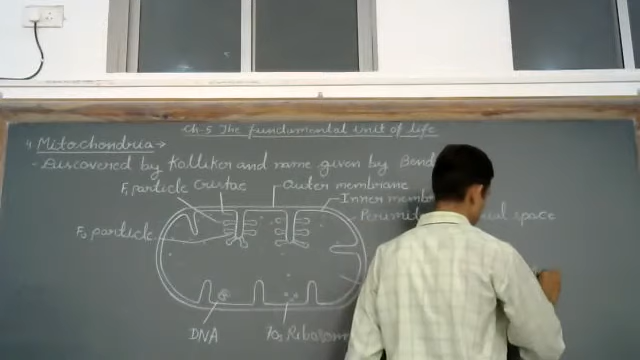 Ch-5 The fundamental unit of life
4. Mitochondria →
- Discovered by Kolliker and name given by Bend
F₁ particle Cristae Outer membrane
Inner memb
Perimit al space
F₀ particle
DNA
70s Ribosome